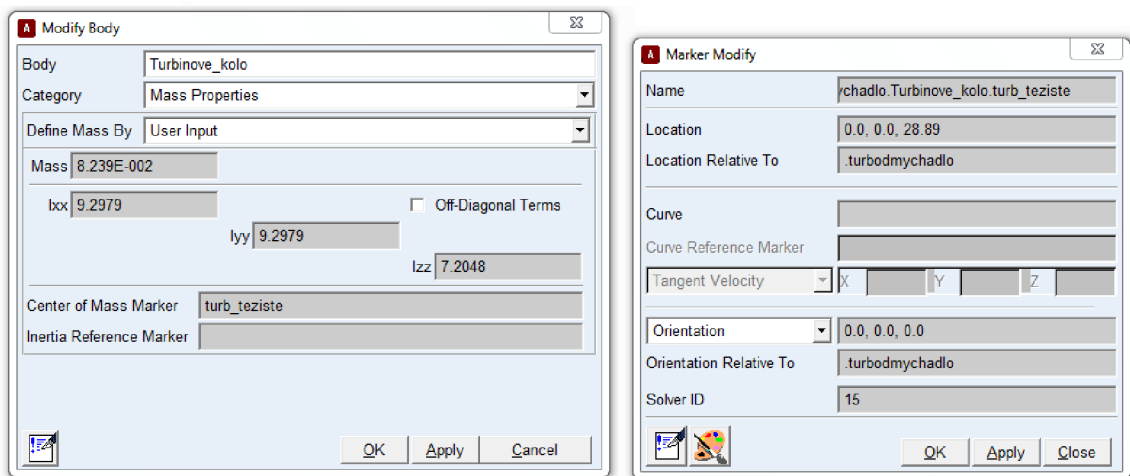 Modify Body
Body Turbinove_kolo
Category Mass Properties
Define Mass By User Input
Mass 8.239E-002
Ixx 9.2979 Off-Diagonal Terms
Iyy 9.2979
Izz 7.2048
Center of Mass Marker turb_teziste
Inertia Reference Marker
OK Apply Cancel
Marker Modify
Name ychadlo.Turbinove_kolo.turb_teziste
Location 0.0, 0.0, 28.89
Location Relative To .turbodmychadlo
Curve
Curve Reference Marker
Tangent Velocity X Y Z
Orientation 0.0, 0.0, 0.0
Orientation Relative To .turbodmychadlo
Solver ID 15
OK Apply Close